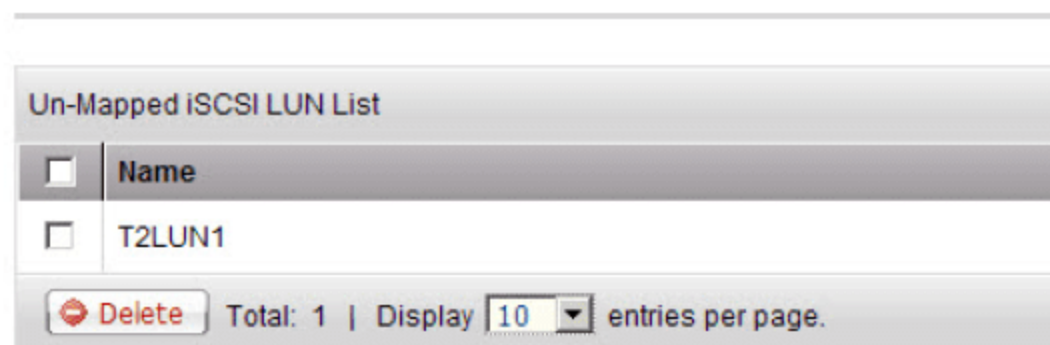 Un-Mapped iSCSI LUN List
Name
T2LUN1
Delete Total: 1 | Display 10 entries per page.